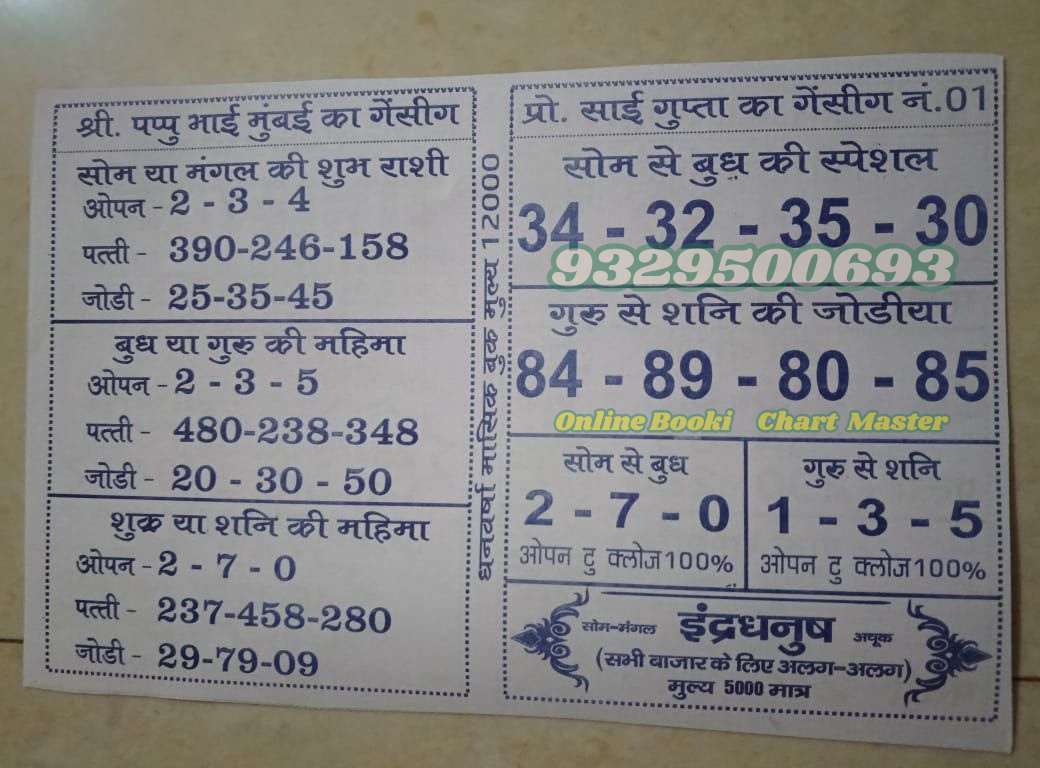 श्री. पप्पु भाई मुंबई का गेंसीग
सोम या मंगल की शुभ राशी
ओपन - 2 - 3 - 4
पत्ती - 390-246-158
जोडी - 25-35-45
बुध या गुरु की महिमा
ओपन - 2 - 3 - 5
पत्ती - 480-238-348
जोडी - 20 - 30 - 50
शुक्र या शनि की महिमा
ओपन - 2 - 7 - 0
पत्ती - 237-458-280
जोडी - 29-79-09
धनवर्षा मासिक बुक मुल्य 12000
प्रो. साई गुप्ता का गेंसीग नं.01
सोम से बुध की स्पेशल
34 - 32 - 35 - 30
9329500693
गुरु से शनि की जोडीया
84 - 89 - 80 - 85
Online Booki Chart Master
सोम से बुध
2 - 7 - 0
ओपन टु क्लोज 100%
गुरु से शनि
1 - 3 - 5
ओपन टु क्लोज 100%
सोम-मंगल इंद्रधनुष अचूक
(सभी बाजार के लिए अलग-अलग)
मुल्य 5000 मात्र